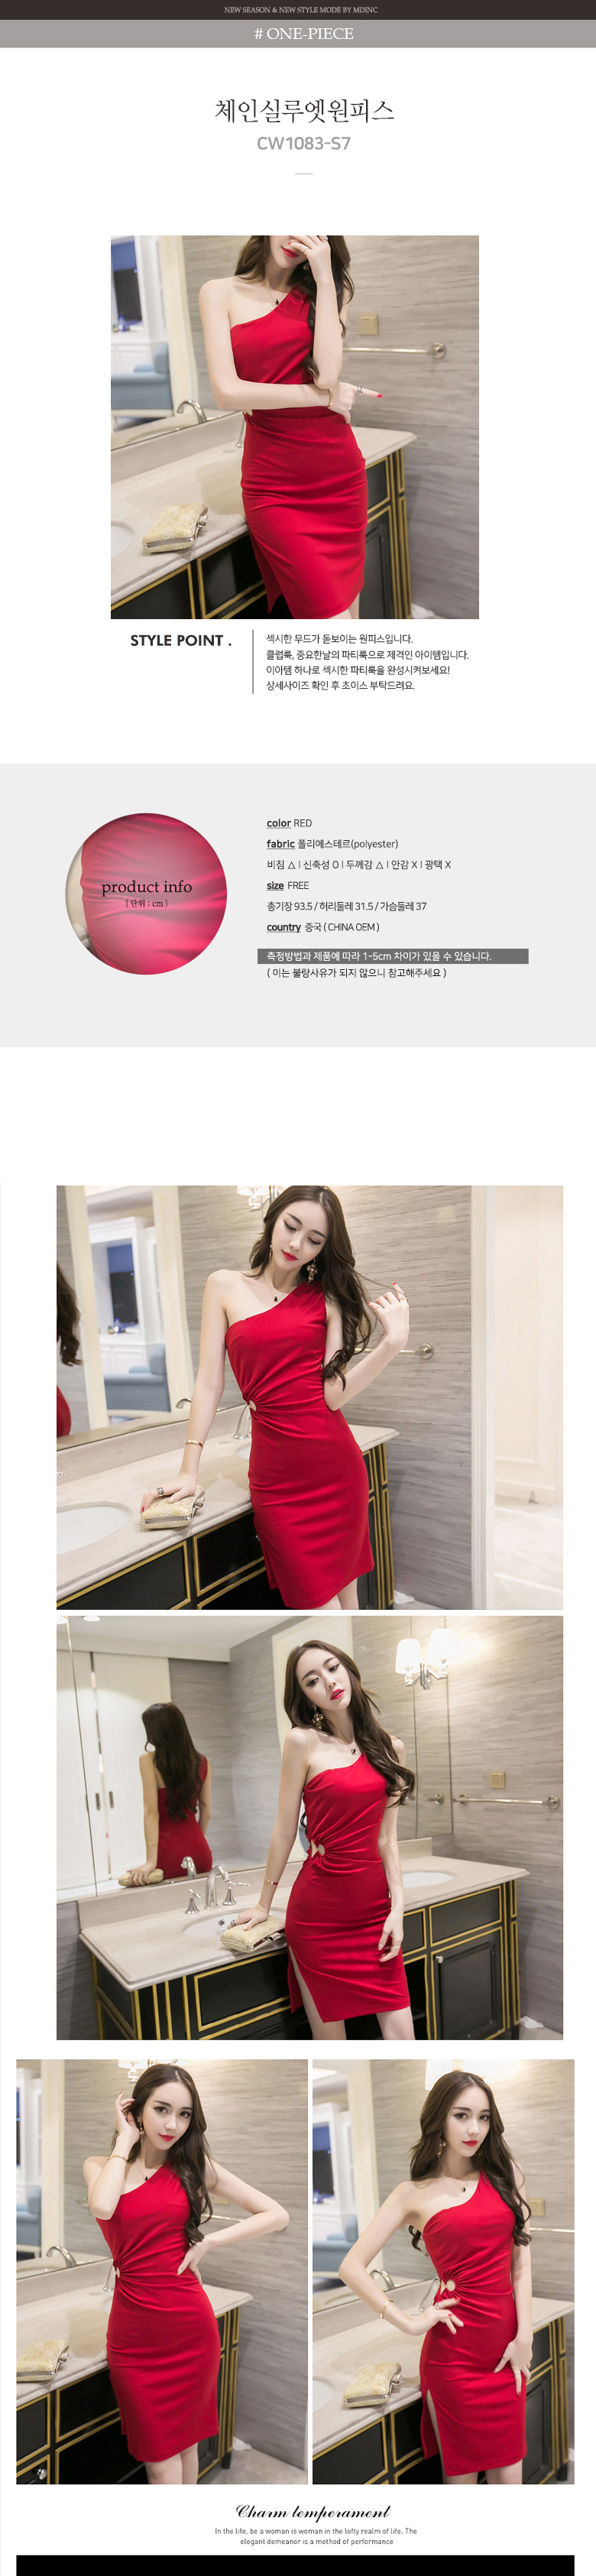 NEW SEASON & NEW STYLE MODE BY MDINC
# ONE-PIECE
체인실루엣원피스
CW1083-S7
STYLE POINT .
섹시한 무드가 돋보이는 원피스입니다.
클럽룩, 중요한날의 파티룩으로 제격인 아이템입니다.
이아템 하나로 섹시한 파티룩을 완성시켜보세요!
상세사이즈 확인 후 초이스 부탁드려요.
product info
[ 단위 : cm ]
color RED
fabric 폴리에스테르(polyester)
비침 △ l 신축성 O l 두께감 △ l 안감 X l 광택 X
size FREE
총기장 93.5 / 허리둘레 31.5 / 가슴둘레 37
country 중국 ( CHINA OEM )
측정방법과 제품에 따라 1-5cm 차이가 있을 수 있습니다.
( 이는 불량사유가 되지 않으니 참고해주세요 )
Charm temperament
In the life, be a woman is woman in the lofty realm of life. The
elegant demeanor is a method of performance